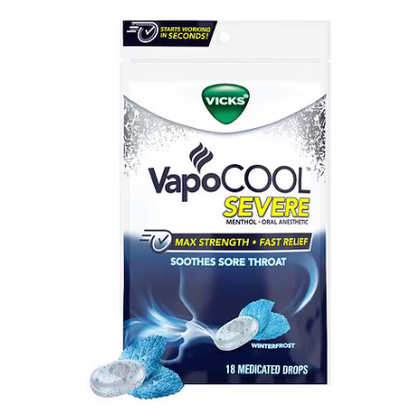 STARTS WORKING
IN SECONDS!
VICKS
VapoCOOL™
SEVERE
MENTHOL • ORAL ANESTHETIC
MAX STRENGTH • FAST RELIEF
SOOTHES SORE THROAT
WINTERFROST
18 MEDICATED DROPS